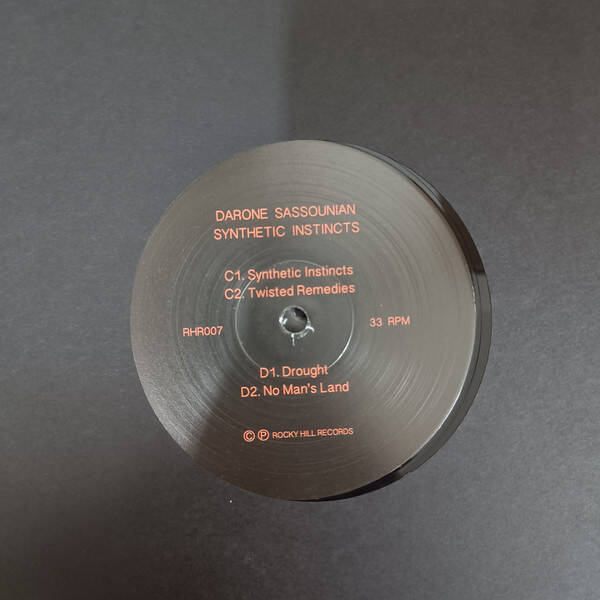 DARONE SASSOUNIAN
SYNTHETIC INSTINCTS
C1. Synthetic Instincts
C2. Twisted Remedies
RHR007
33 RPM
D1. Drought
D2. No Man's Land
© ℗ ROCKY HILL RECORDS